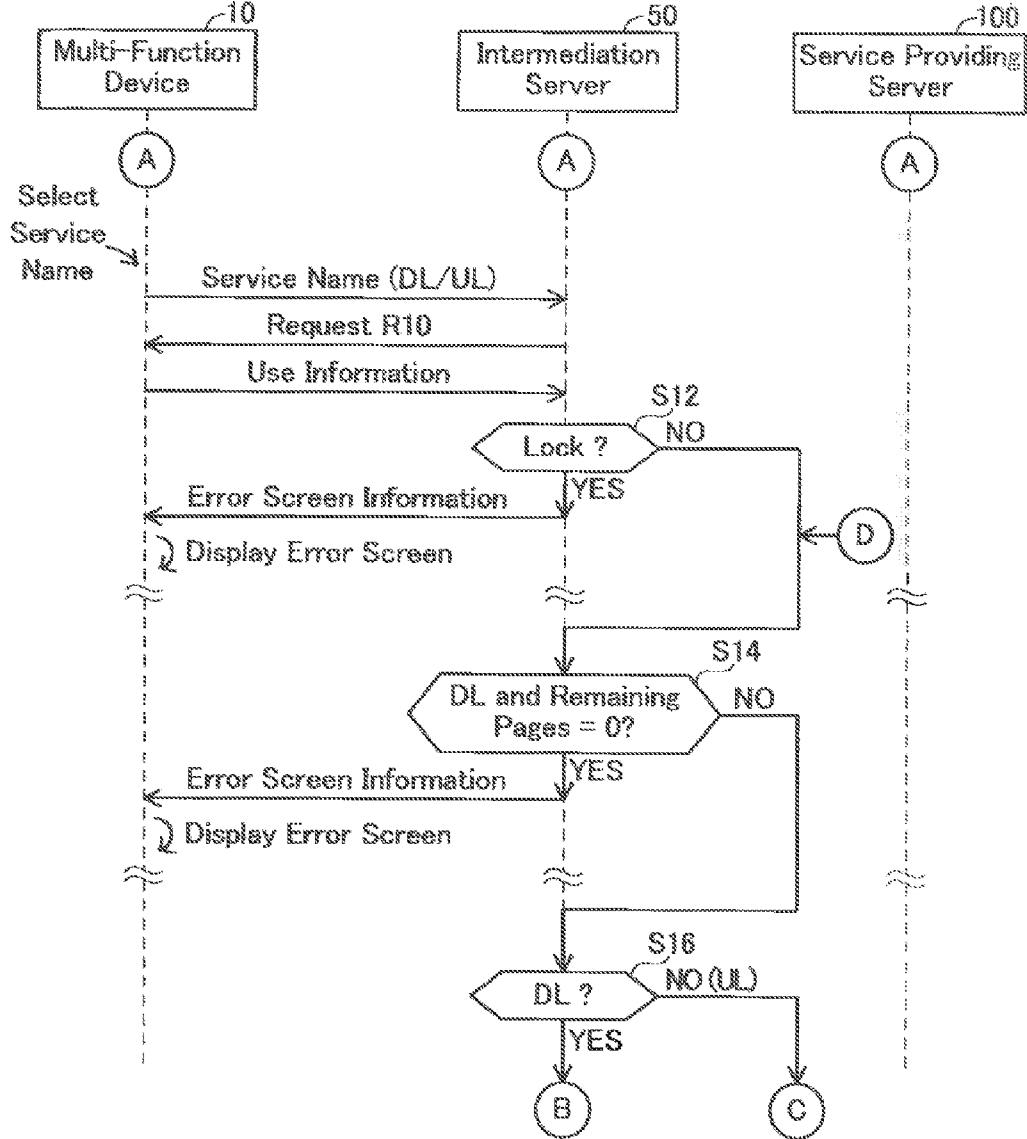 10
50
100
Multi-Function
Device
Intermediation
Server
Service Providing
Server
A
A
A
Select
Service
Name
Service Name (DL/UL)
Request R10
Use Information
S12
Lock ?
NO
YES
Error Screen Information
D
Display Error Screen
S14
DL and Remaining
Pages = 0?
NO
YES
Error Screen Information
Display Error Screen
S16
DL ?
NO (UL)
YES
B
C